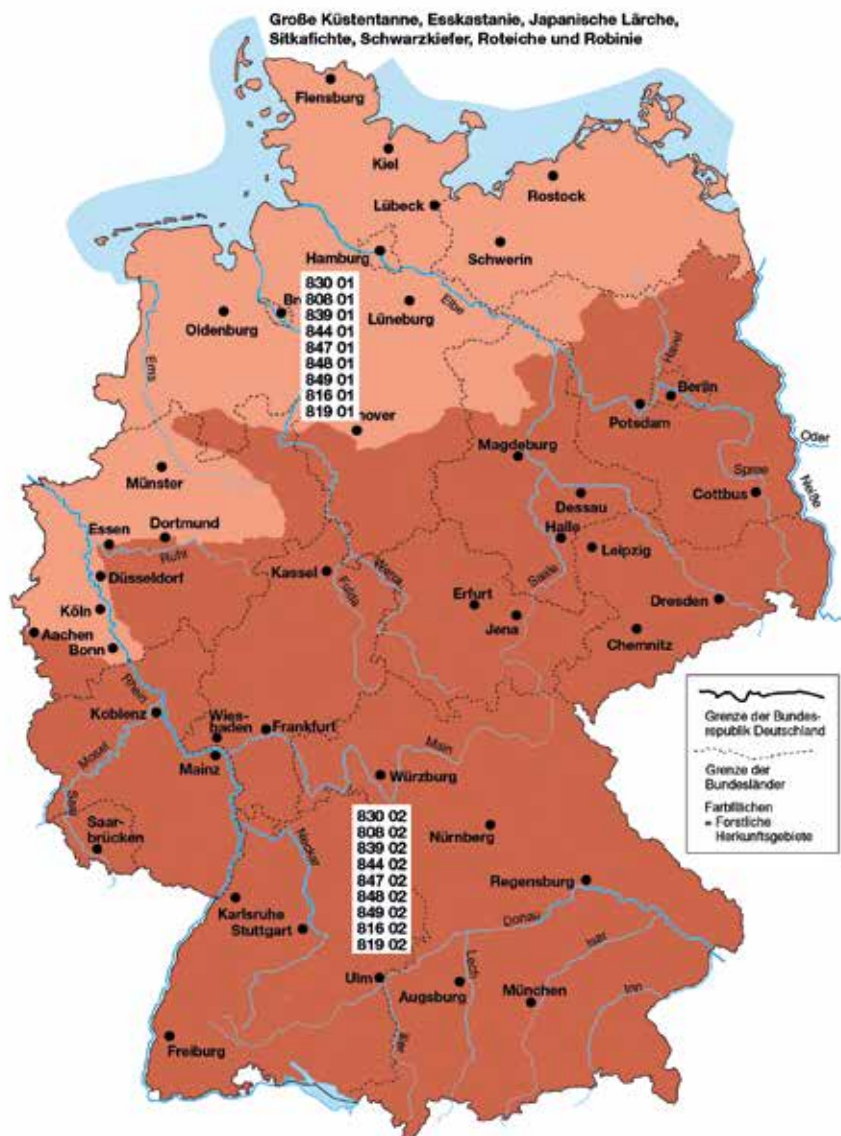 Große Küstentanne, Esskastanie, Japanische Lärche,
Sitkafichte, Schwarzkiefer, Roteiche und Robinie
Flensburg
Kiel
Rostock
Lübeck
Hamburg
Schwerin
830 01
808 01
839 01
844 01
847 01
848 01
849 01
816 01
819 01
Oldenburg
Lüneburg
Elbe
Ems
Havel
Berlin
Potsdam
Magdeburg
Oder
Münster
Spree
Neiße
Cottbus
Dessau
Essen
Dortmund
Ruhr
Halle
Leipzig
Düsseldorf
Kassel
Werra
Fulda
Saale
Erfurt
Dresden
Köln
Jena
Aachen
Chemnitz
Bonn
Rhein
Koblenz
Wies-
baden
Frankfurt
Main
Mosel
Mainz
Würzburg
Grenze der Bundes-
republik Deutschland
Grenze der
Bundesländer
Farbflächen
= Forstliche
Herkunftsgebiete
Saar
Saar-
brücken
Neckar
830 02
808 02
839 02
844 02
847 02
848 02
849 02
816 02
819 02
Nürnberg
Regensburg
Karlsruhe
Stuttgart
Donau
Isar
Lech
Ulm
Augsburg
München
Inn
Iller
Freiburg